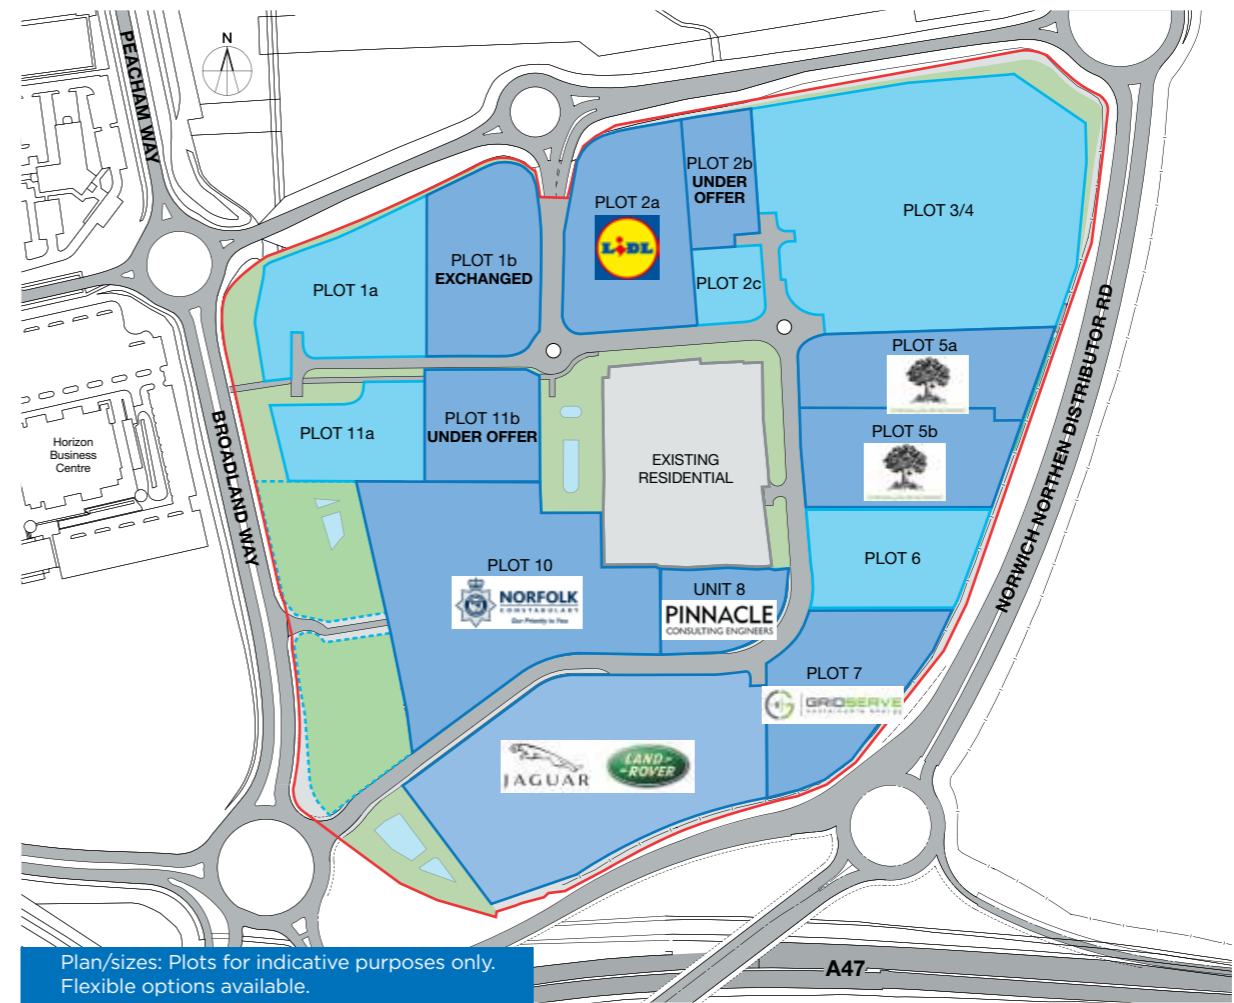 PEACHAM WAY
N
PLOT 2b
UNDER
OFFER
PLOT 2a
LIDL
PLOT 3/4
PLOT 1b
EXCHANGED
PLOT 1a
PLOT 2c
PLOT 5a
PLOT 11a
PLOT 11b
UNDER OFFER
PLOT 5b
Horizon
Business
Centre
BROADLAND WAY
EXISTING
RESIDENTIAL
NORWICH NORTHEN DISTRIBUTOR RD
PLOT 6
PLOT 10
NORFOLK
CONSTABULARY
Our Priority is You
UNIT 8
PINNACLE
CONSULTING ENGINEERS
PLOT 7
GRIDSERVE
sustainable energy
JAGUAR
LAND-
-ROVER
A47
Plan/sizes: Plots for indicative purposes only.
Flexible options available.